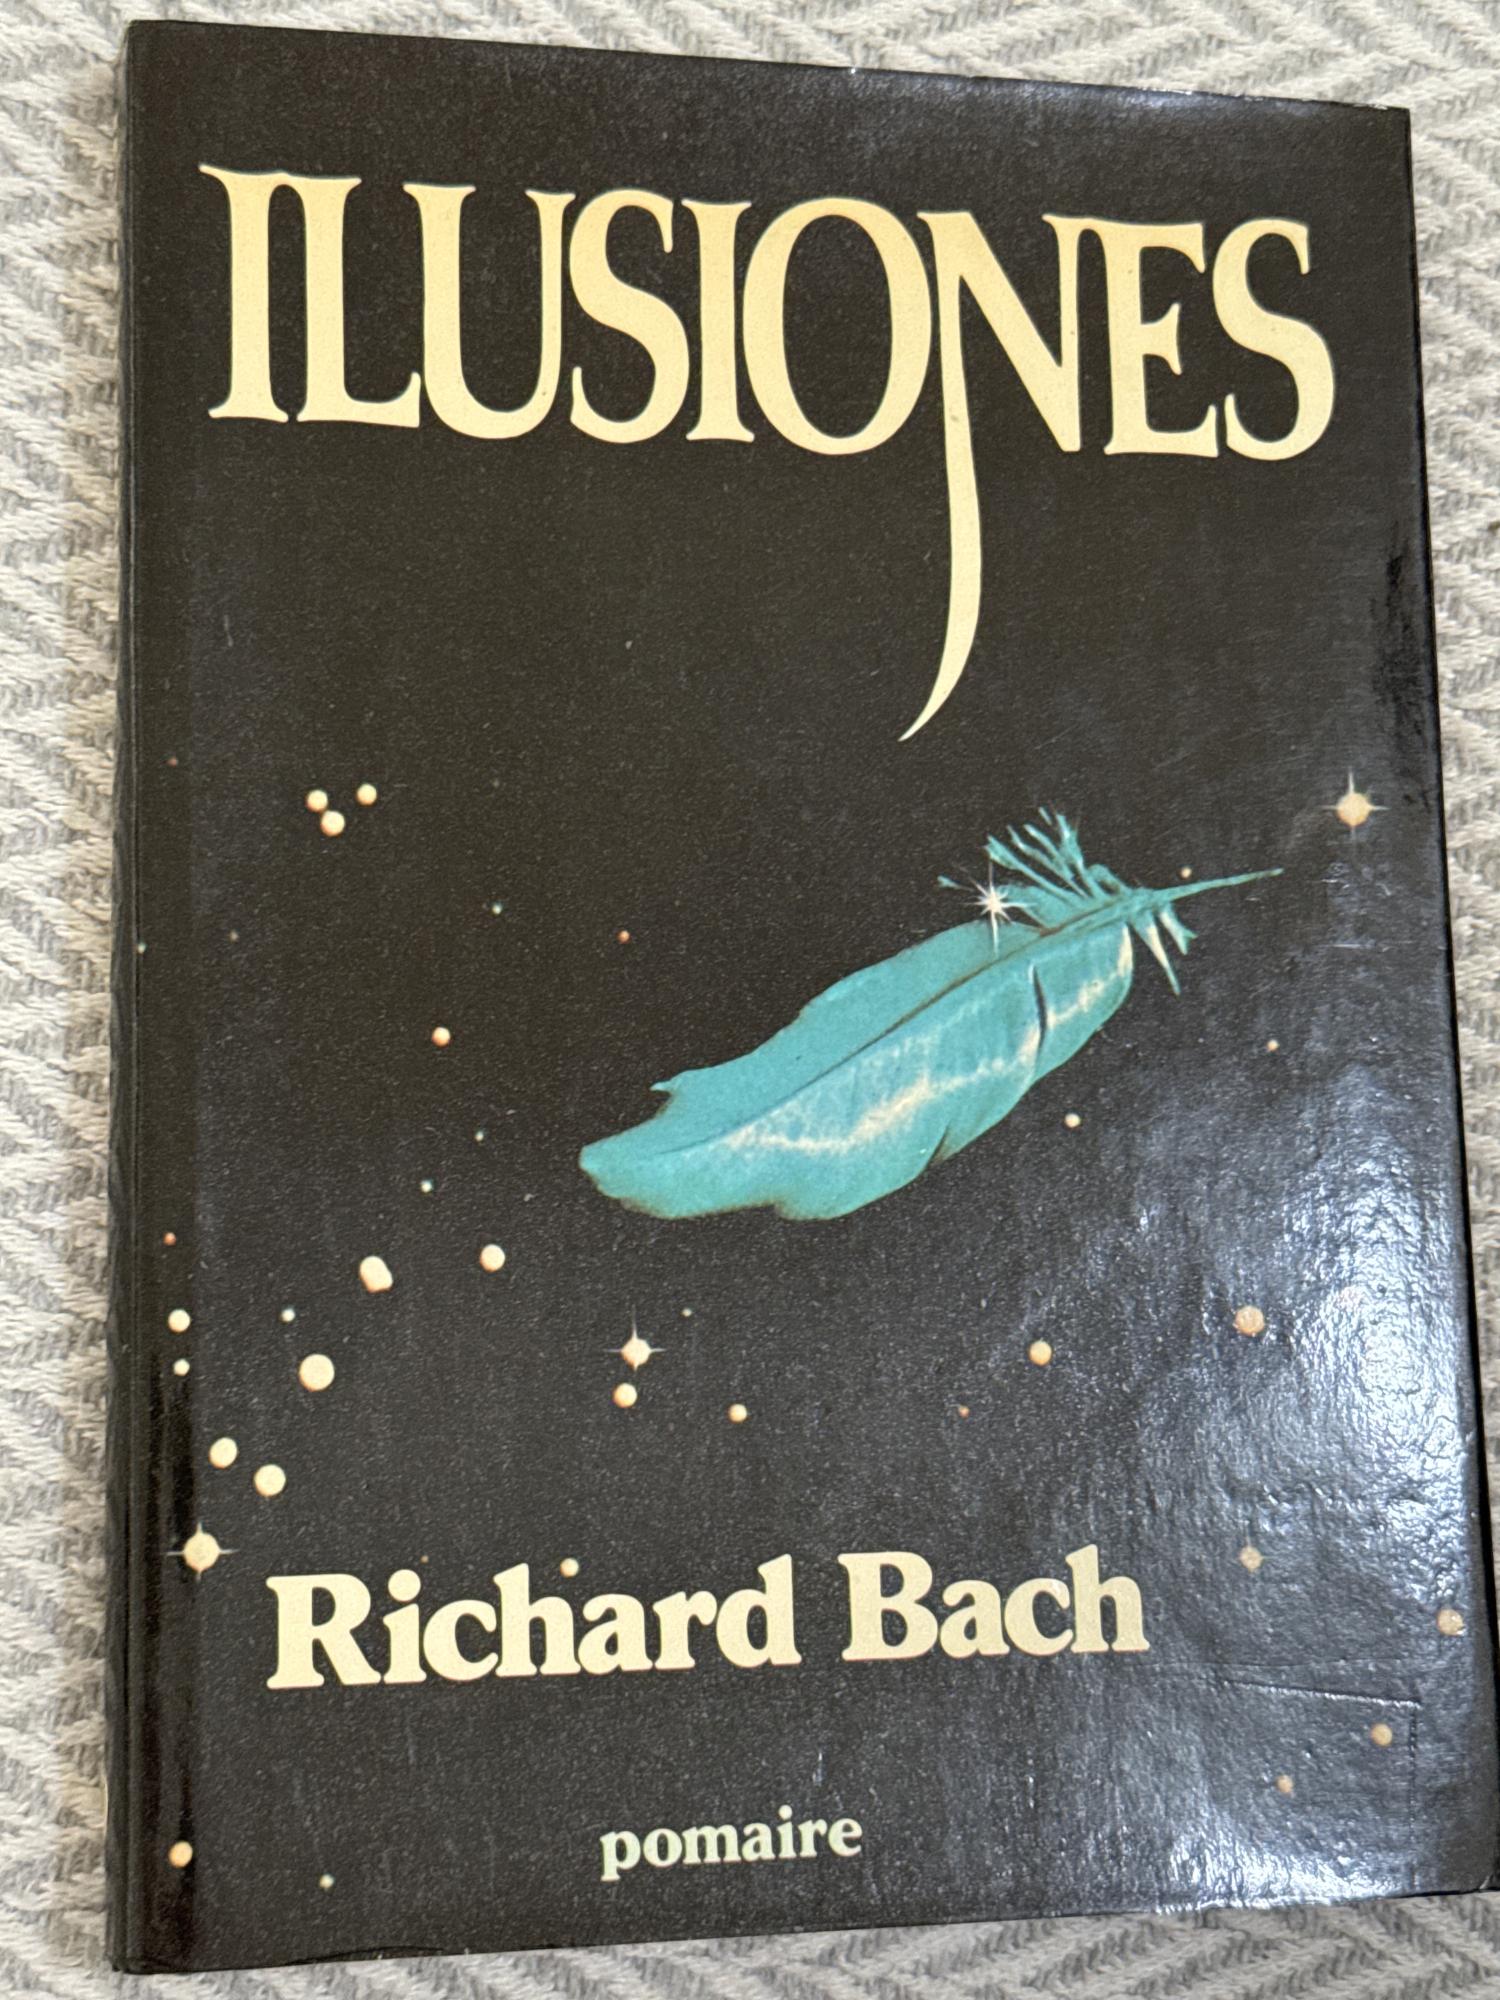 ILUSIONES
Richard Bach
pomaire